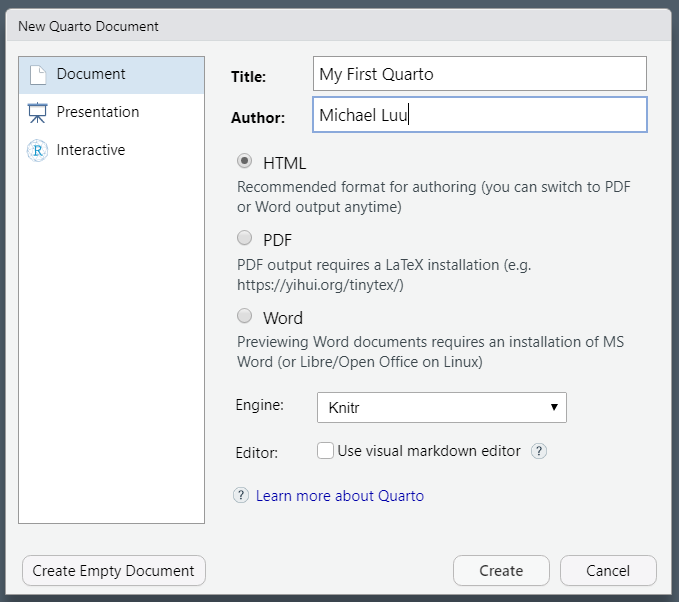 New Quarto Document
Document
Presentation
R Interactive
Title: My First Quarto
Author: Michael Luu
HTML
Recommended format for authoring (you can switch to PDF
or Word output anytime)
PDF
PDF output requires a LaTeX installation (e.g.
https://yihui.org/tinytex/)
Word
Previewing Word documents requires an installation of MS
Word (or Libre/Open Office on Linux)
Engine: Knitr
Editor: Use visual markdown editor ?
? Learn more about Quarto
Create Empty Document Create Cancel